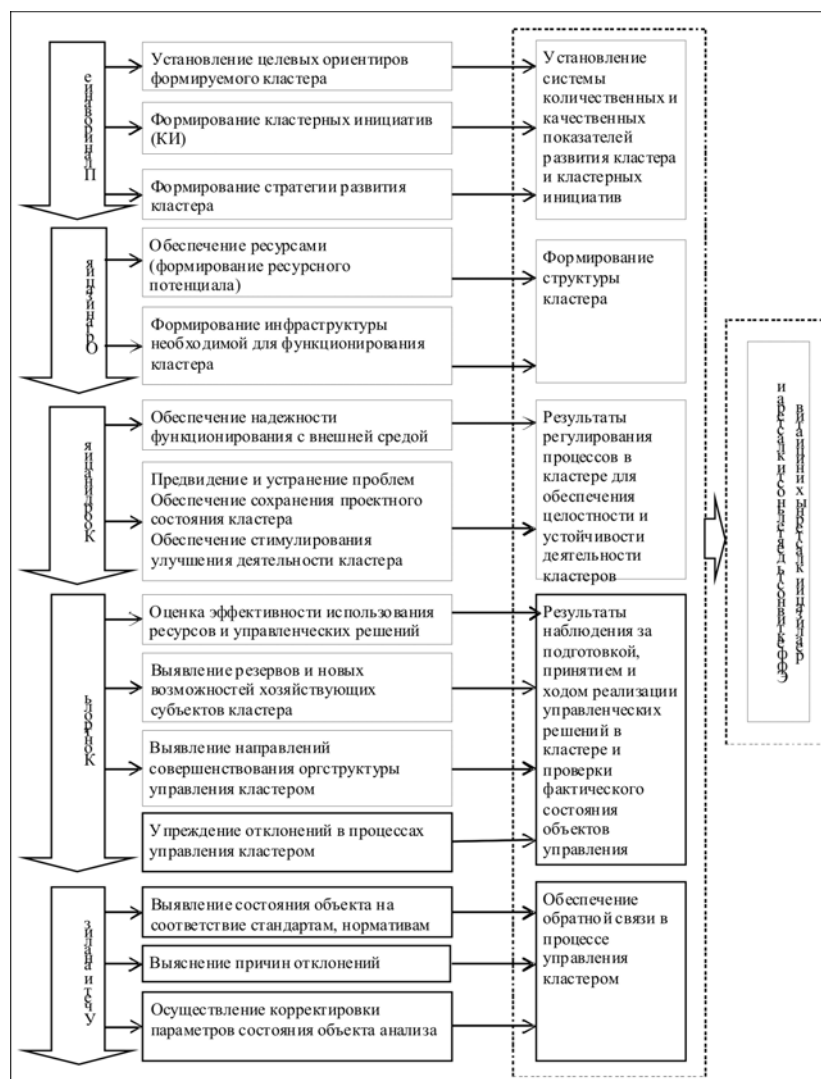 Планирование
Установление целевых ориентиров
формируемого кластера
Формирование кластерных инициатив
(КИ)
Формирование стратегии развития
кластера
Установление
системы
количественных и
качественных
показателей
развития кластера
и кластерных
инициатив
Организация
Обеспечение ресурсами
(формирование ресурсного
потенциала)
Формирование инфраструктуры
необходимой для функционирования
кластера
Формирование
структуры
кластера
Координация
Обеспечение надежности
функционирования с внешней средой
Предвидение и устранение проблем
Обеспечение сохранения проектного
состояния кластера
Обеспечение стимулирования
улучшения деятельности кластера
Результаты
регулирования
процессов в
кластере для
обеспечения
целостности и
устойчивости
деятельности
кластеров
Контроль
Оценка эффективности использования
ресурсов и управленческих решений
Выявление резервов и новых
возможностей хозяйствующих
субъектов кластера
Выявление направлений
совершенствования оргструктуры
управления кластером
Упреждение отклонений в процессах
управления кластером
Результаты
наблюдения за
подготовкой,
принятием и
ходом реализации
управленческих
решений в
кластере и
проверки
фактического
состояния
объектов
управления
Учет и анализ
Выявление состояния объекта на
соответствие стандартам, нормативам
Выяснение причин отклонений
Осуществление корректировки
параметров состояния объекта анализа
Обеспечение
обратной связи в
процессе
управления
кластером
Эффективность деятельности кластера и
реализации кластерных инициатив